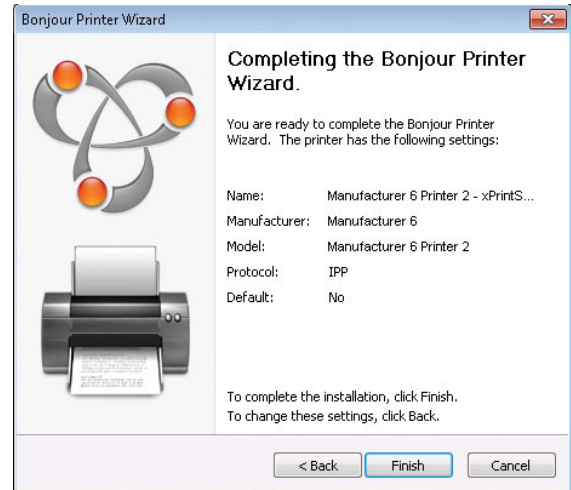 Bonjour Printer Wizard
Completing the Bonjour Printer
Wizard.
You are ready to complete the Bonjour Printer
Wizard. The printer has the following settings:
Name: Manufacturer 6 Printer 2 - xPrintS...
Manufacturer: Manufacturer 6
Model: Manufacturer 6 Printer 2
Protocol: IPP
Default: No
To complete the installation, click Finish.
To change these settings, click Back.
< Back Finish Cancel